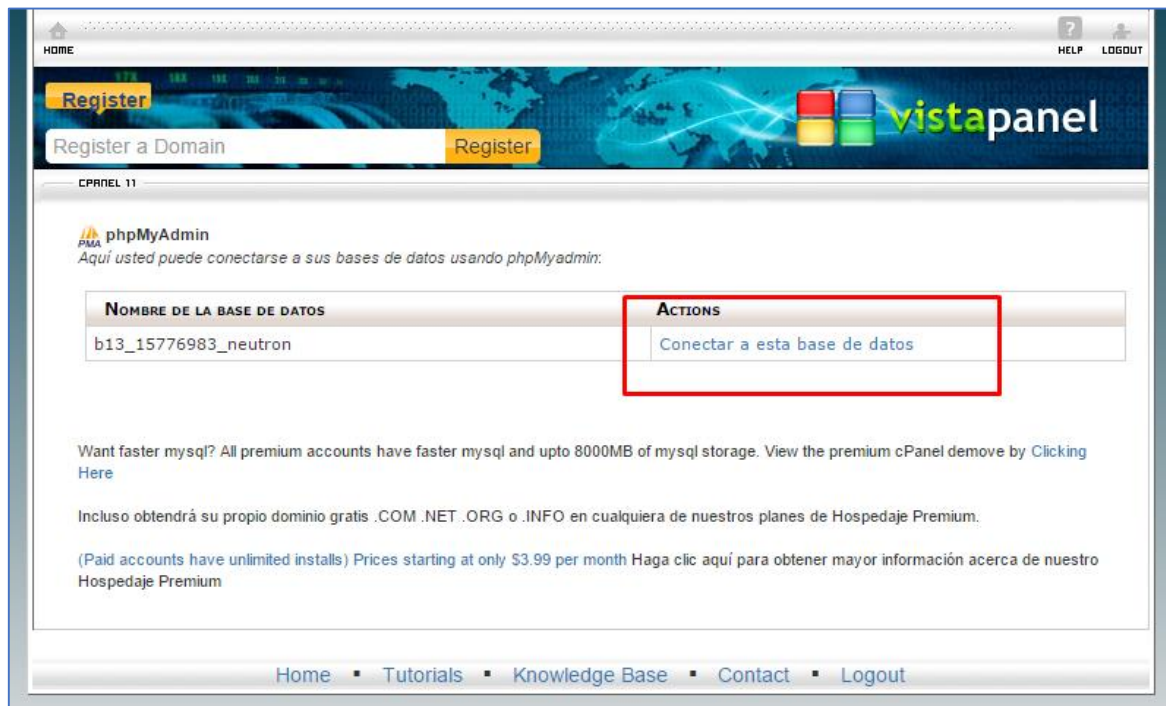 HOME
HELP LOGOUT
Register
Register a Domain Register
vistapanel
CPANEL 11
PMA phpMyAdmin
Aquí usted puede conectarse a sus bases de datos usando phpMyadmin:
NOMBRE DE LA BASE DE DATOS ACTIONS
b13_15776983_neutron Conectar a esta base de datos
Want faster mysql? All premium accounts have faster mysql and upto 8000MB of mysql storage. View the premium cPanel demove by Clicking
Here
Incluso obtendrá su propio dominio gratis .COM .NET .ORG o .INFO en cualquiera de nuestros planes de Hospedaje Premium.
(Paid accounts have unlimited installs) Prices starting at only $3.99 per month Haga clic aquí para obtener mayor información acerca de nuestro
Hospedaje Premium
Home ▪ Tutorials ▪ Knowledge Base ▪ Contact ▪ Logout